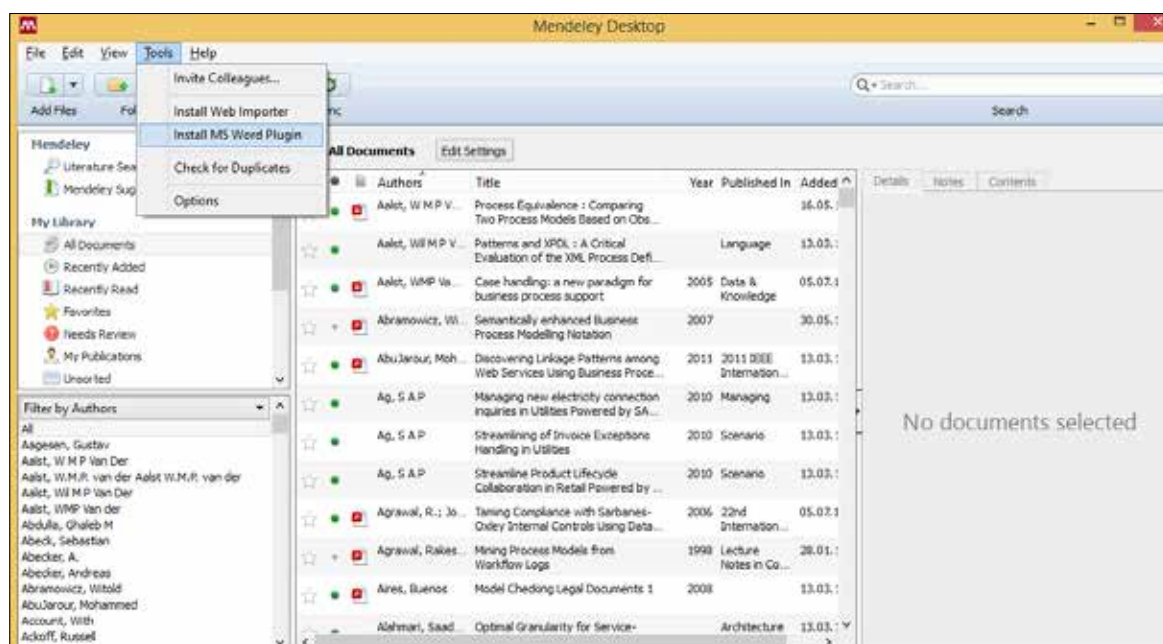 Mendeley Desktop
File Edit View Tools Help
Invite Colleagues...
Install Web Importer
Install MS Word Plugin
Check for Duplicates
Options
Add Files
Search...
Search
Mendeley
Literature Sea
Mendeley Sug
My Library
All Documents
Recently Added
Recently Read
Favorites
Needs Review
My Publications
Unsorted
Filter by Authors
All
Aagesen, Gustav
Aalst, W M P Van Der
Aalst, W.M.P. van der Aalst W.M.P. van der
Aalst, Wil M P Van Der
Aalst, WMP Van der
Abdulla, Ghaleb M
Abeck, Sebastian
Abecker, A.
Abecker, Andreas
Abramowicz, Witold
AbuJarour, Mohammed
Account, With
Ackoff, Russel
All Documents Edit Settings
Authors Title Year Published In Added
Aalst, W M P V... Process Equivalence : Comparing 16.05.
Two Process Models Based on Obs...
Aalst, Wil M P V... Patterns and XPDL : A Critical Language 13.03.
Evaluation of the XML Process Defi...
Aalst, WMP Va... Case handling: a new paradigm for 2005 Data & 05.07.1
business process support Knowledge
Abramowicz, Wi... Semantically enhanced Business 2007 30.05.
Process Modelling Notation
AbuJarour, Moh... Discovering Linkage Patterns among 2011 2011 IEEE 13.03.
Web Services Using Business Proce... Internation...
Ag, S A P Managing new electricity connection 2010 Managing 13.03.
inquiries in Utilities Powered by SA...
Ag, S A P Streamlining of Invoice Exceptions 2010 Scenario 13.03.
Handling in Utilities
Ag, S A P Streamline Product Lifecycle 2010 Scenario 13.03.
Collaboration in Retail Powered by ...
Agrawal, R.; Jo... Taming Compliance with Sarbanes- 2006 22nd 05.07.1
Oxley Internal Controls Using Data... Internation...
Agrawal, Rakes... Mining Process Models from 1998 Lecture 28.01.
Workflow Logs Notes in Co...
Aires, Buenos Model Checking Legal Documents 1 2008 13.03.
Alahmari, Saad... Optimal Granularity for Service- Architecture 13.03.
Details Notes Contents
No documents selected